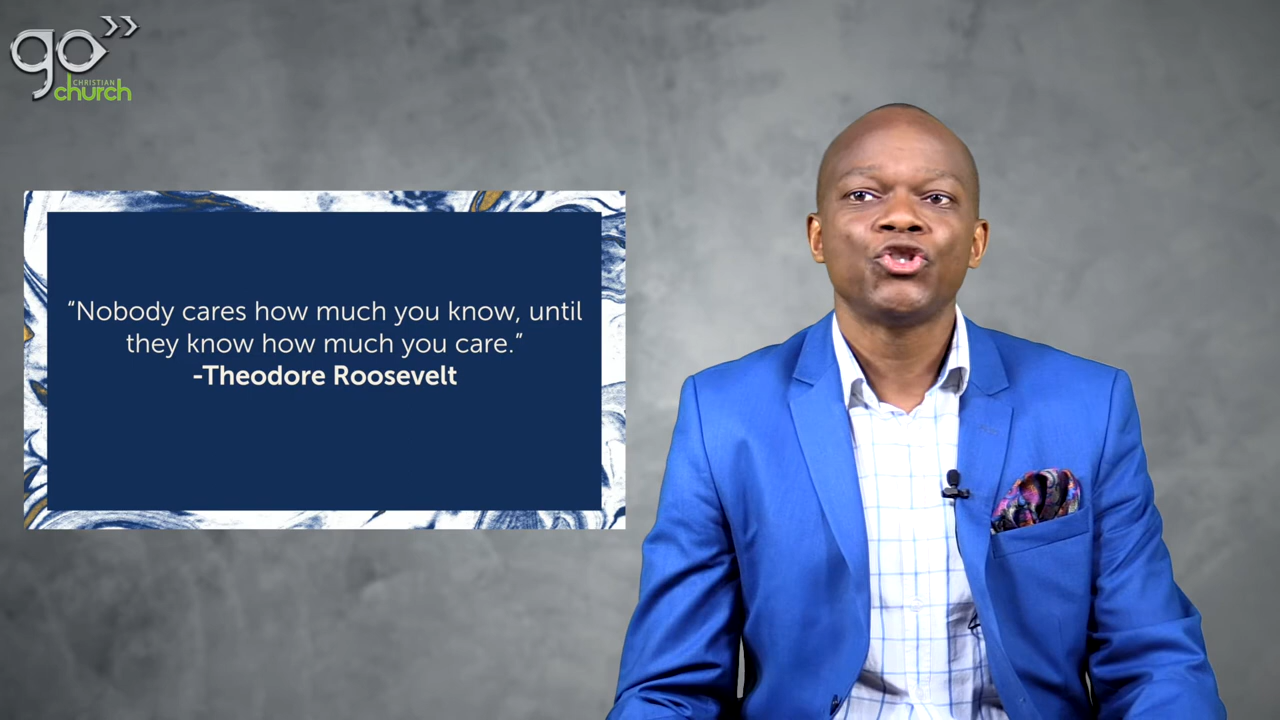 go
CHRISTIAN
church
“Nobody cares how much you know, until
they know how much you care.”
-Theodore Roosevelt